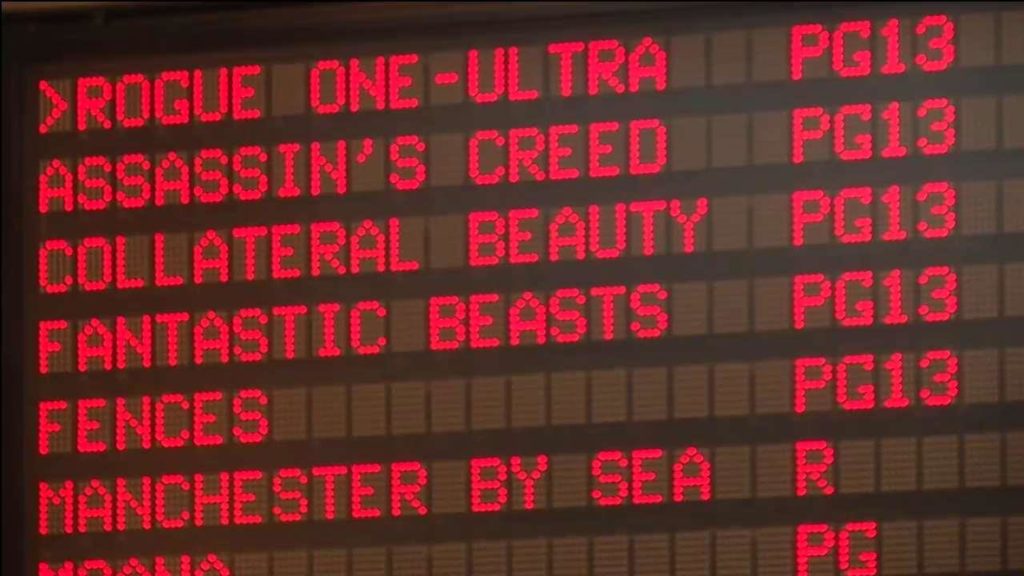 >ROGUE ONE-ULTRA PG13
ASSASSIN'S CREED PG13
COLLATERAL BEAUTY PG13
FANTASTIC BEASTS PG13
FENCES PG13
MANCHESTER BY SEA R
MOANA PG